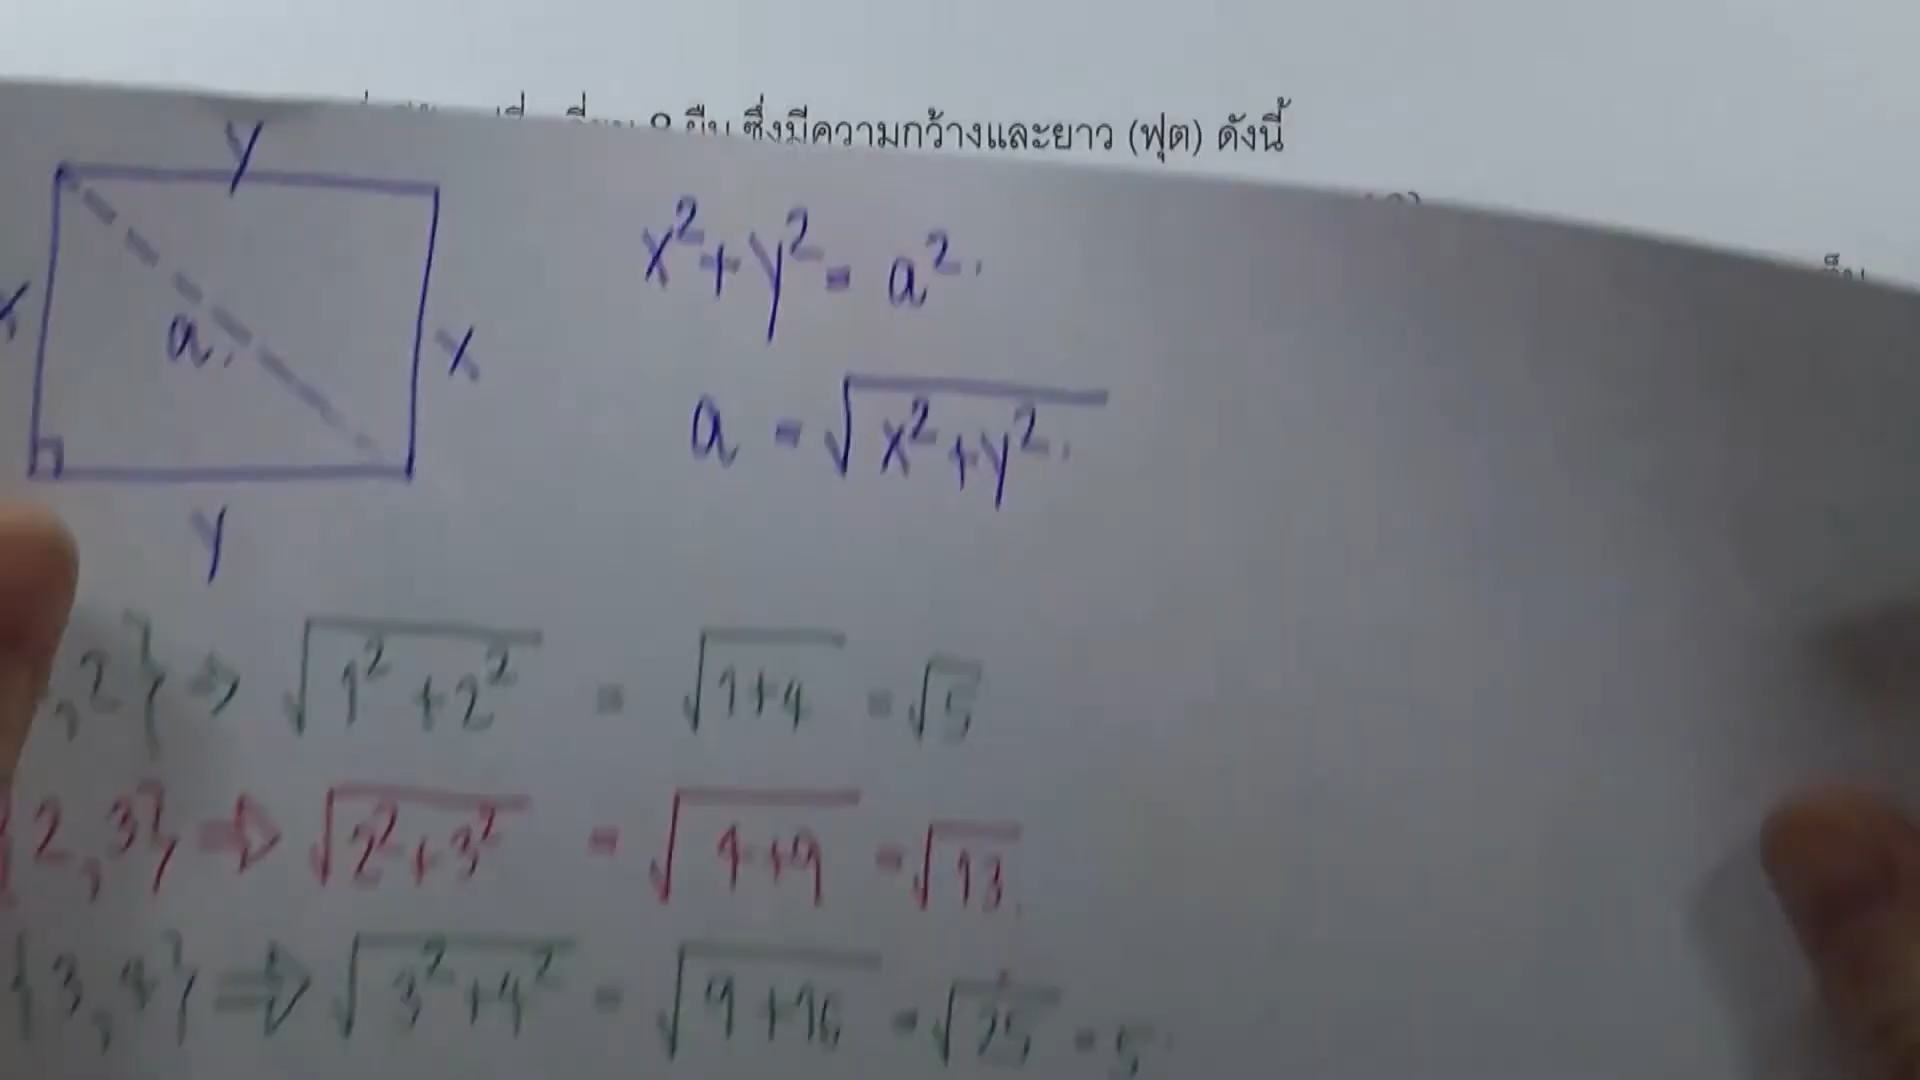 ผืน ซึ่งมีความกว้างและยาว (ฟุต) ดังนี้
y
x²+y²= a².
x
a.
x
a = √x²+y².
y
,2} ⇒ √1²+2² = √1+4 = √5
{2,3} ⇒ √2²+3² = √4+9 = √13.
{3,4} ⇒ √3²+4² = √9+16 = √25 = 5